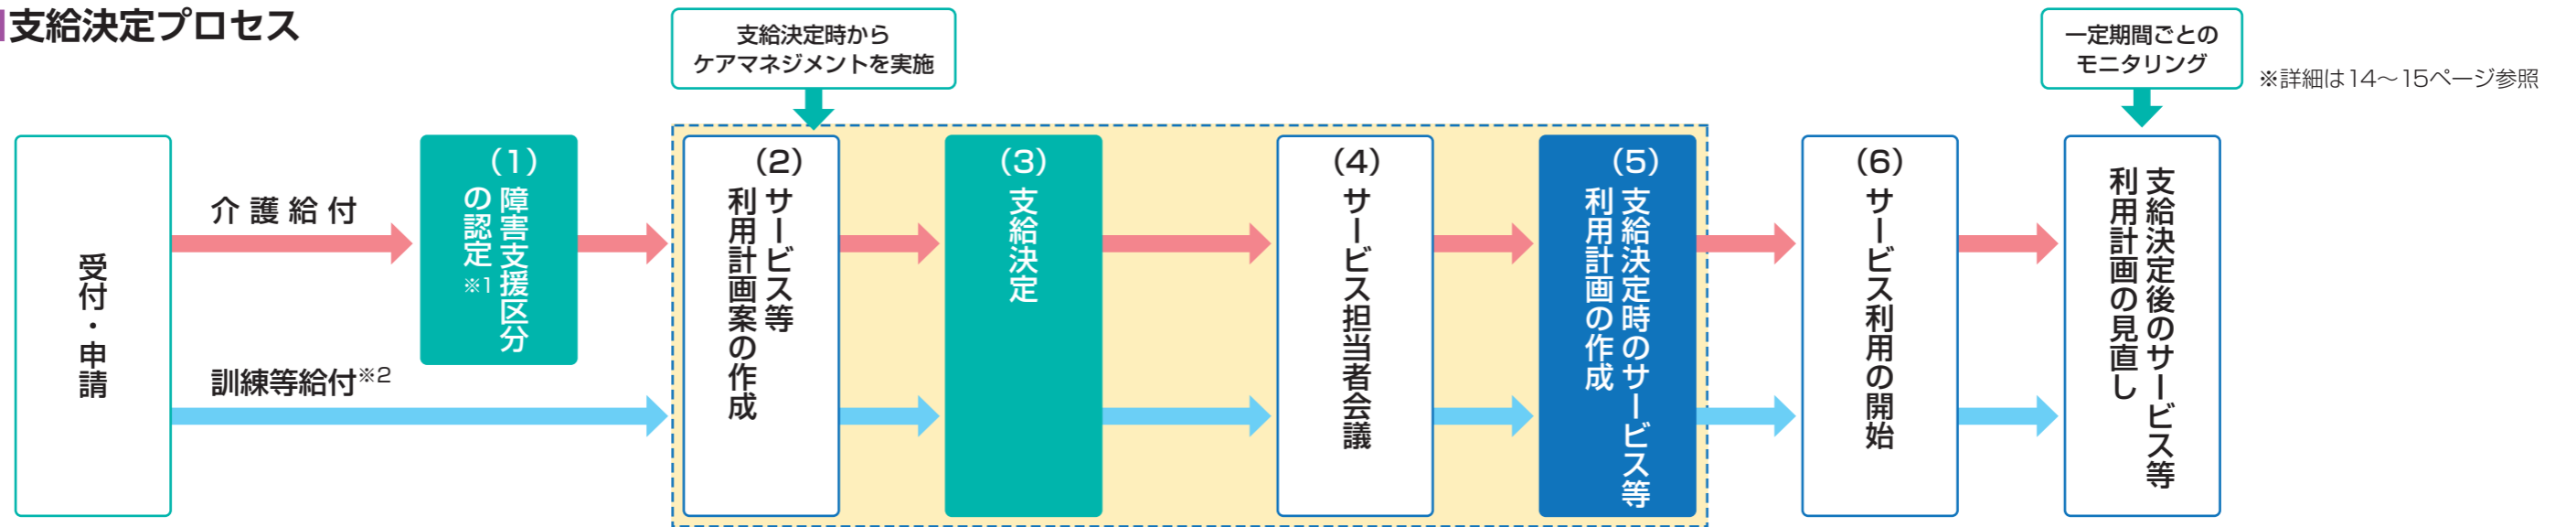 支給決定プロセス
支給決定時から
ケアマネジメントを実施
一定期間ごとの
モニタリング
※詳細は14〜15ページ参照
受付・申請
介護給付
訓練等給付※2
(1)
障害支援区分
の認定※1
(2)
サービス等
利用計画案の作成
(3)
支給決定
(4)
サービス担当者会議
(5)
支給決定時のサービス等
利用計画の作成
(6)
サービス利用の開始
支給決定後のサービス等
利用計画の見直し